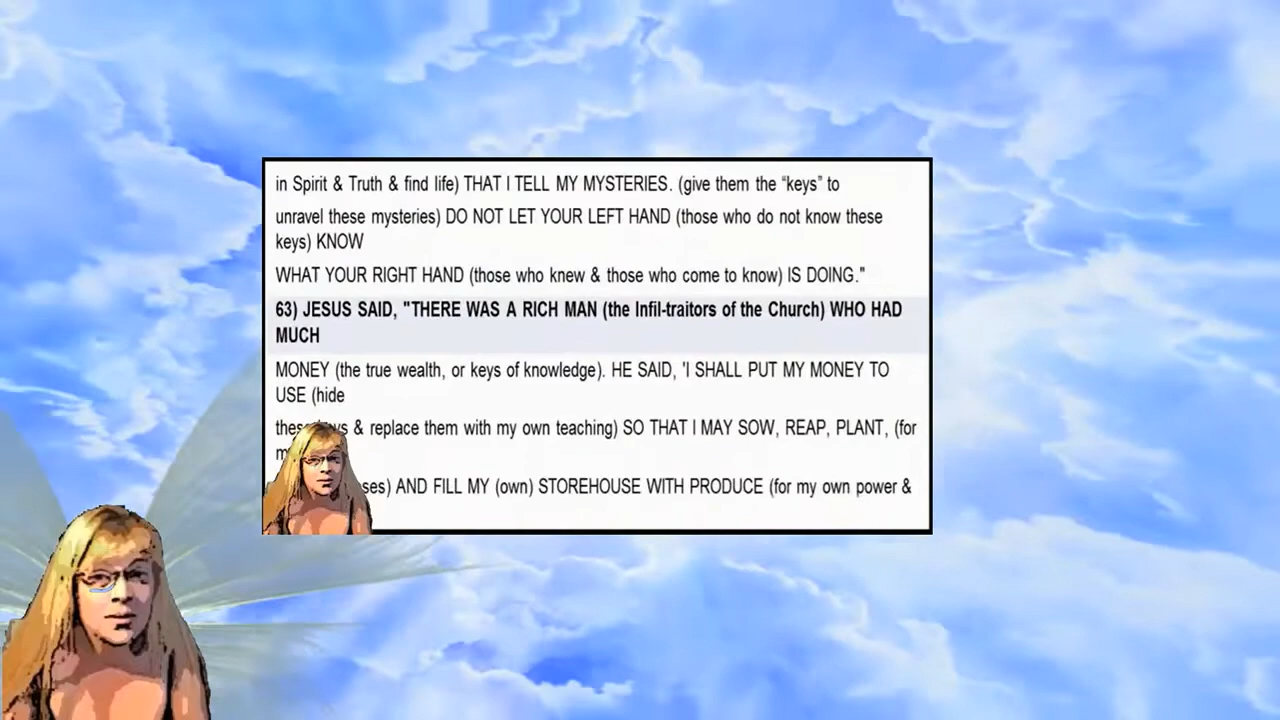 in Spirit & Truth & find life) THAT I TELL MY MYSTERIES. (give them the “keys” to
unravel these mysteries) DO NOT LET YOUR LEFT HAND (those who do not know these
keys) KNOW
WHAT YOUR RIGHT HAND (those who knew & those who come to know) IS DOING."
63) JESUS SAID, "THERE WAS A RICH MAN (the Infil-traitors of the Church) WHO HAD
MUCH
MONEY (the true wealth, or keys of knowledge). HE SAID, 'I SHALL PUT MY MONEY TO
USE (hide
& replace them with my own teaching) SO THAT I MAY SOW, REAP, PLANT, (for
AND FILL MY (own) STOREHOUSE WITH PRODUCE (for my own power &